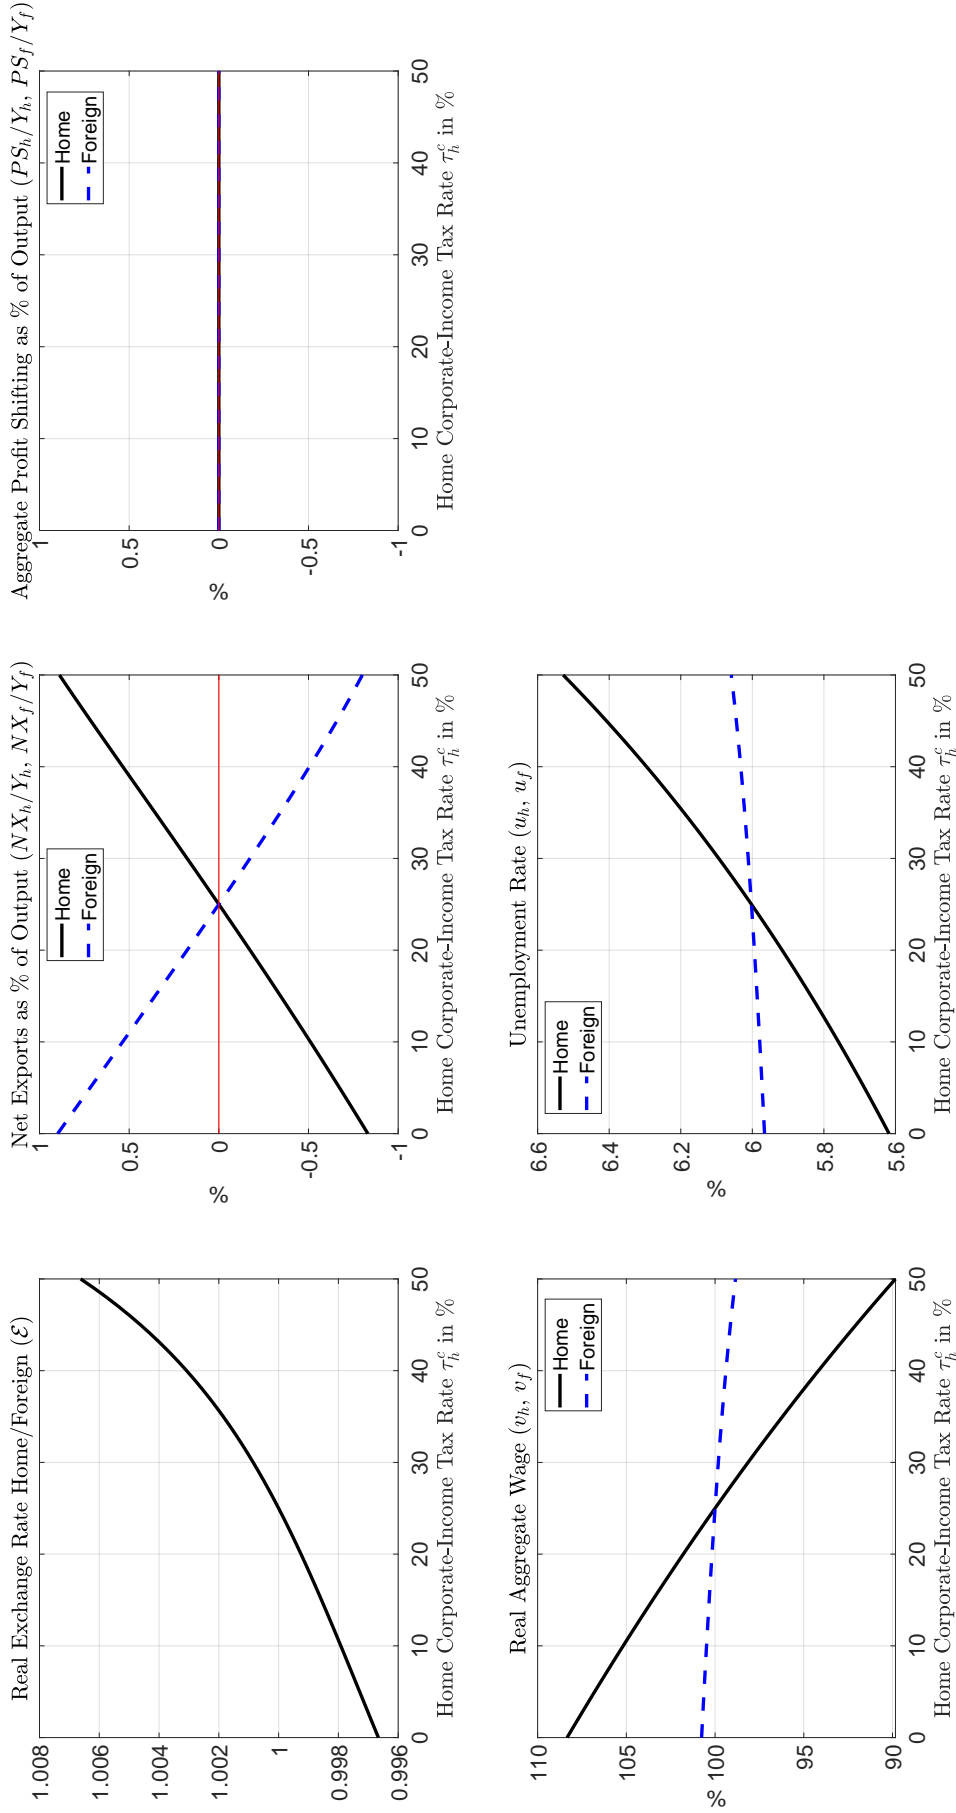 Real Exchange Rate Home/Foreign (ℰ)
1.008
1.006
1.004
1.002
1
0.998
0.996
0 10 20 30 40 50
Home Corporate-Income Tax Rate τ_h^c in %
Net Exports as % of Output (NX_h/Y_h, NX_f/Y_f)
Home
Foreign
%
1
0.5
0
-0.5
-1
0 10 20 30 40 50
Home Corporate-Income Tax Rate τ_h^c in %
Aggregate Profit Shifting as % of Output (PS_h/Y_h, PS_f/Y_f)
Home
Foreign
%
1
0.5
0
-0.5
-1
0 10 20 30 40 50
Home Corporate-Income Tax Rate τ_h^c in %
Real Aggregate Wage (v_h, v_f)
Home
Foreign
%
110
105
100
95
90
0 10 20 30 40 50
Home Corporate-Income Tax Rate τ_h^c in %
Unemployment Rate (u_h, u_f)
Home
Foreign
%
6.6
6.4
6.2
6
5.8
5.6
0 10 20 30 40 50
Home Corporate-Income Tax Rate τ_h^c in %